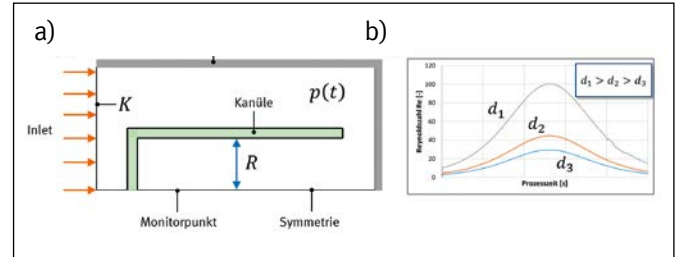 a)
b)
K
p(t)
Kanüle
Inlet
R
Monitorpunkt
Symmetrie
Reynoldszahl Re [-]
120
100
80
60
40
20
0
d₁ > d₂ > d₃
d₁
d₂
d₃
Prozesszeit [s]